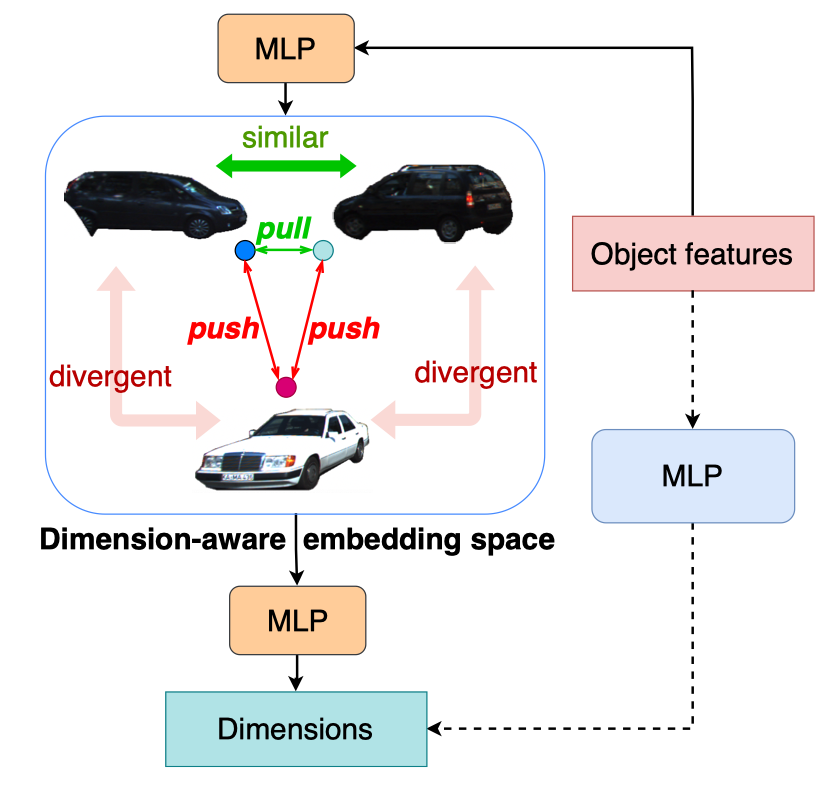 MLP
similar
pull
Object features
push push
divergent
divergent
MLP
Dimension-aware embedding space
MLP
Dimensions